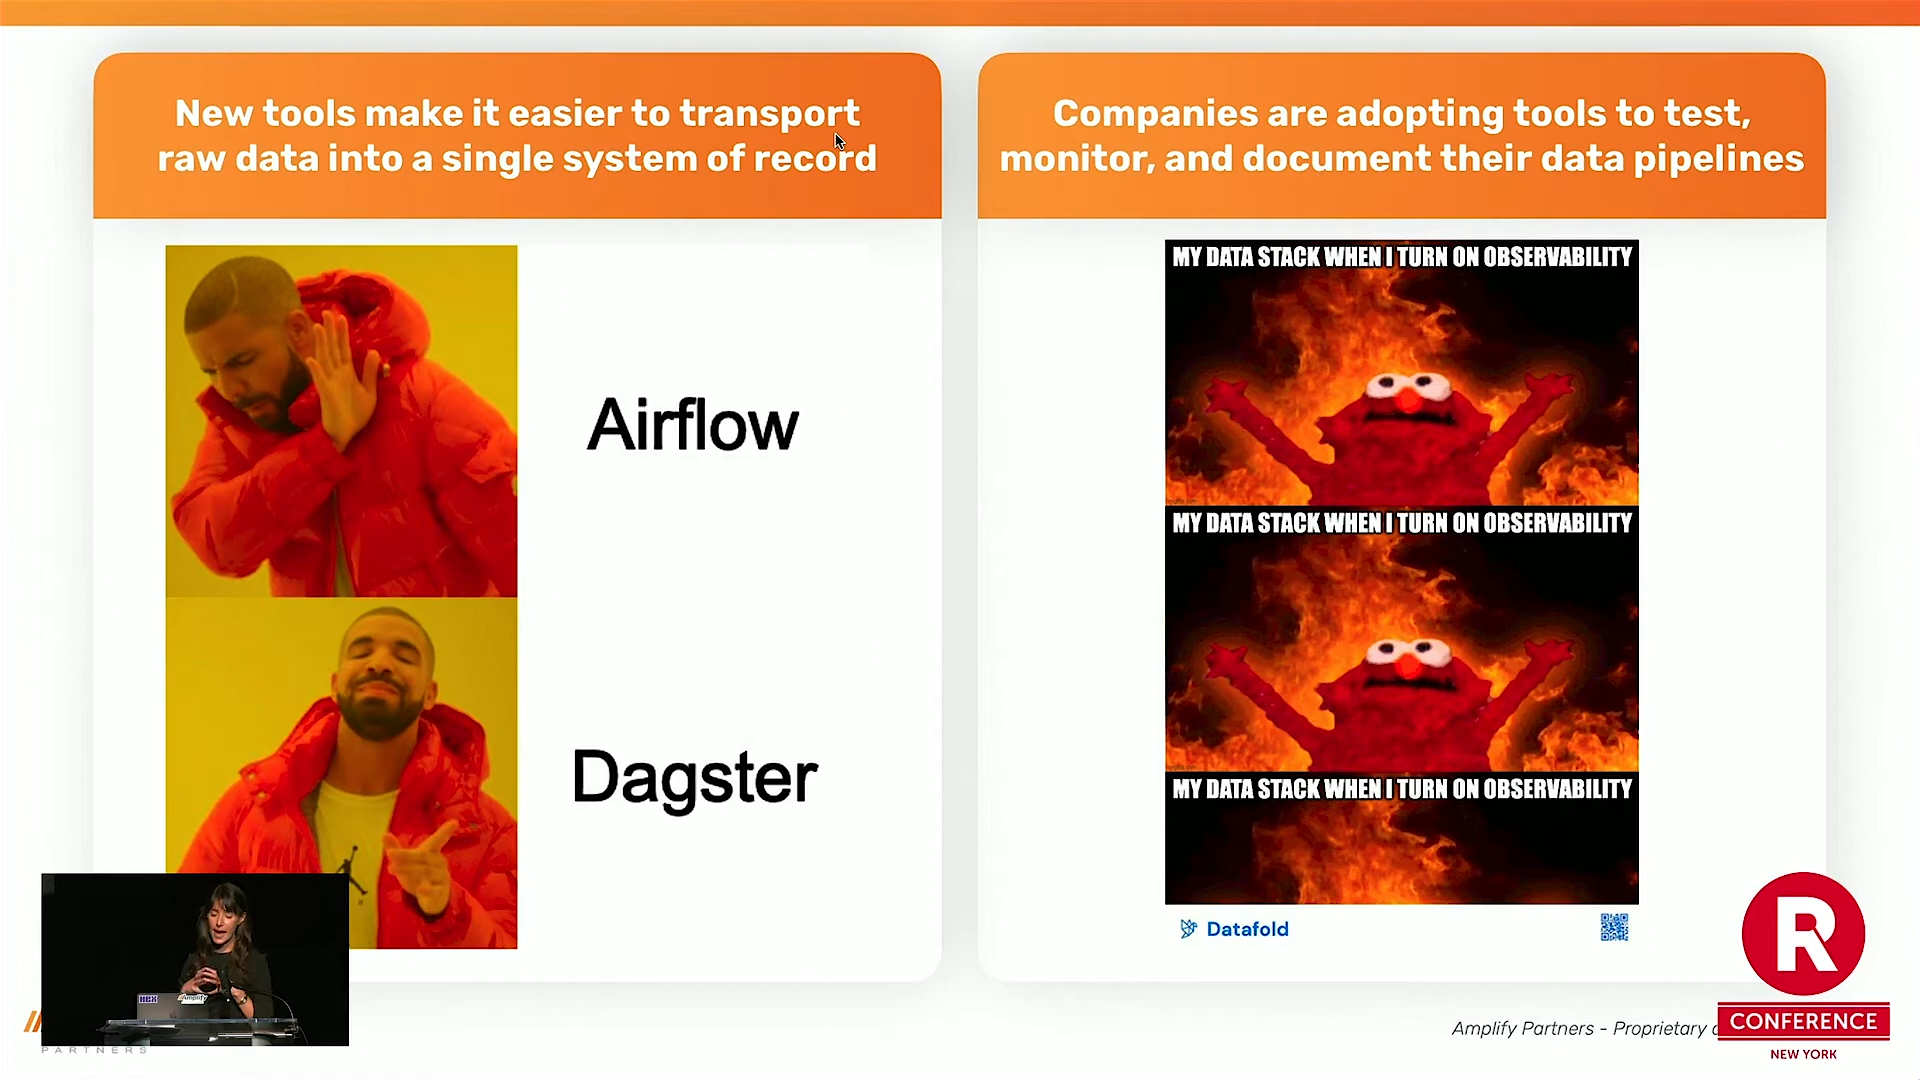 New tools make it easier to transport
raw data into a single system of record
Airflow
Dagster
Companies are adopting tools to test,
monitor, and document their data pipelines
MY DATA STACK WHEN I TURN ON OBSERVABILITY
MY DATA STACK WHEN I TURN ON OBSERVABILITY
MY DATA STACK WHEN I TURN ON OBSERVABILITY
Datafold
HEX
Amplify
PARTNERS
Amplify Partners - Proprietary
R
CONFERENCE
NEW YORK